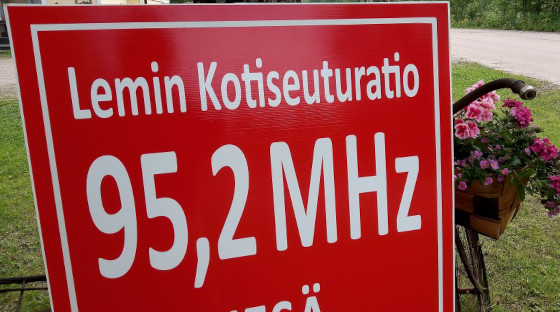 Lemin Kotiseuturatio
95,2 MHz